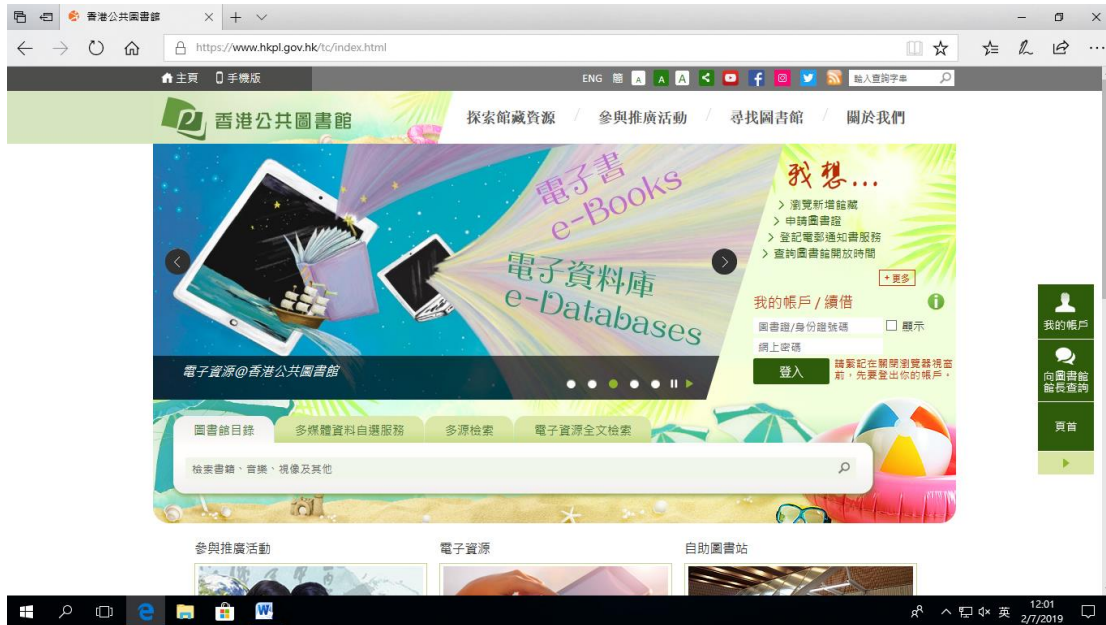 香港公共圖書館
https://www.hkpl.gov.hk/tc/index.html
主頁 手機版
ENG 簡 A A A
輸入查詢字串
香港公共圖書館
探索館藏資源 / 參與推廣活動 / 尋找圖書館 / 關於我們
電子書
e-Books
電子資料庫
e-Databases
電子資源@香港公共圖書館
我想...
> 瀏覽新增館藏
> 申請圖書證
> 登記電郵通知書服務
> 查詢圖書館開放時間
+更多
我的帳戶 / 續借
圖書證/身份證號碼
顯示
網上密碼
登入
請緊記在關閉瀏覽器視窗
前，先要登出你的帳戶。
我的帳戶
向圖書館
館長查詢
頁首
圖書館目錄 多媒體資料自選服務 多源檢索 電子資源全文檢索
檢索書籍、音樂、視像及其他
參與推廣活動 電子資源 自助圖書站
英
12:01
2/7/2019